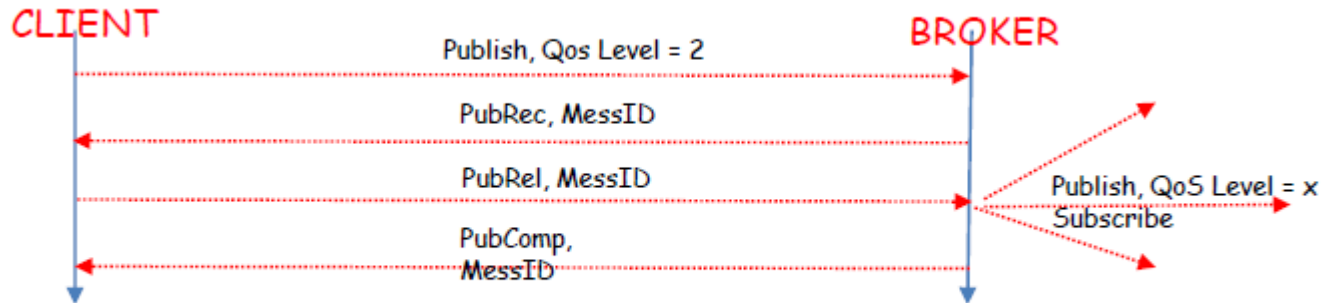 CLIENT
BROKER
Publish, Qos Level = 2
PubRec, MessID
PubRel, MessID
Publish, QoS Level = x
Subscribe
PubComp,
MessID